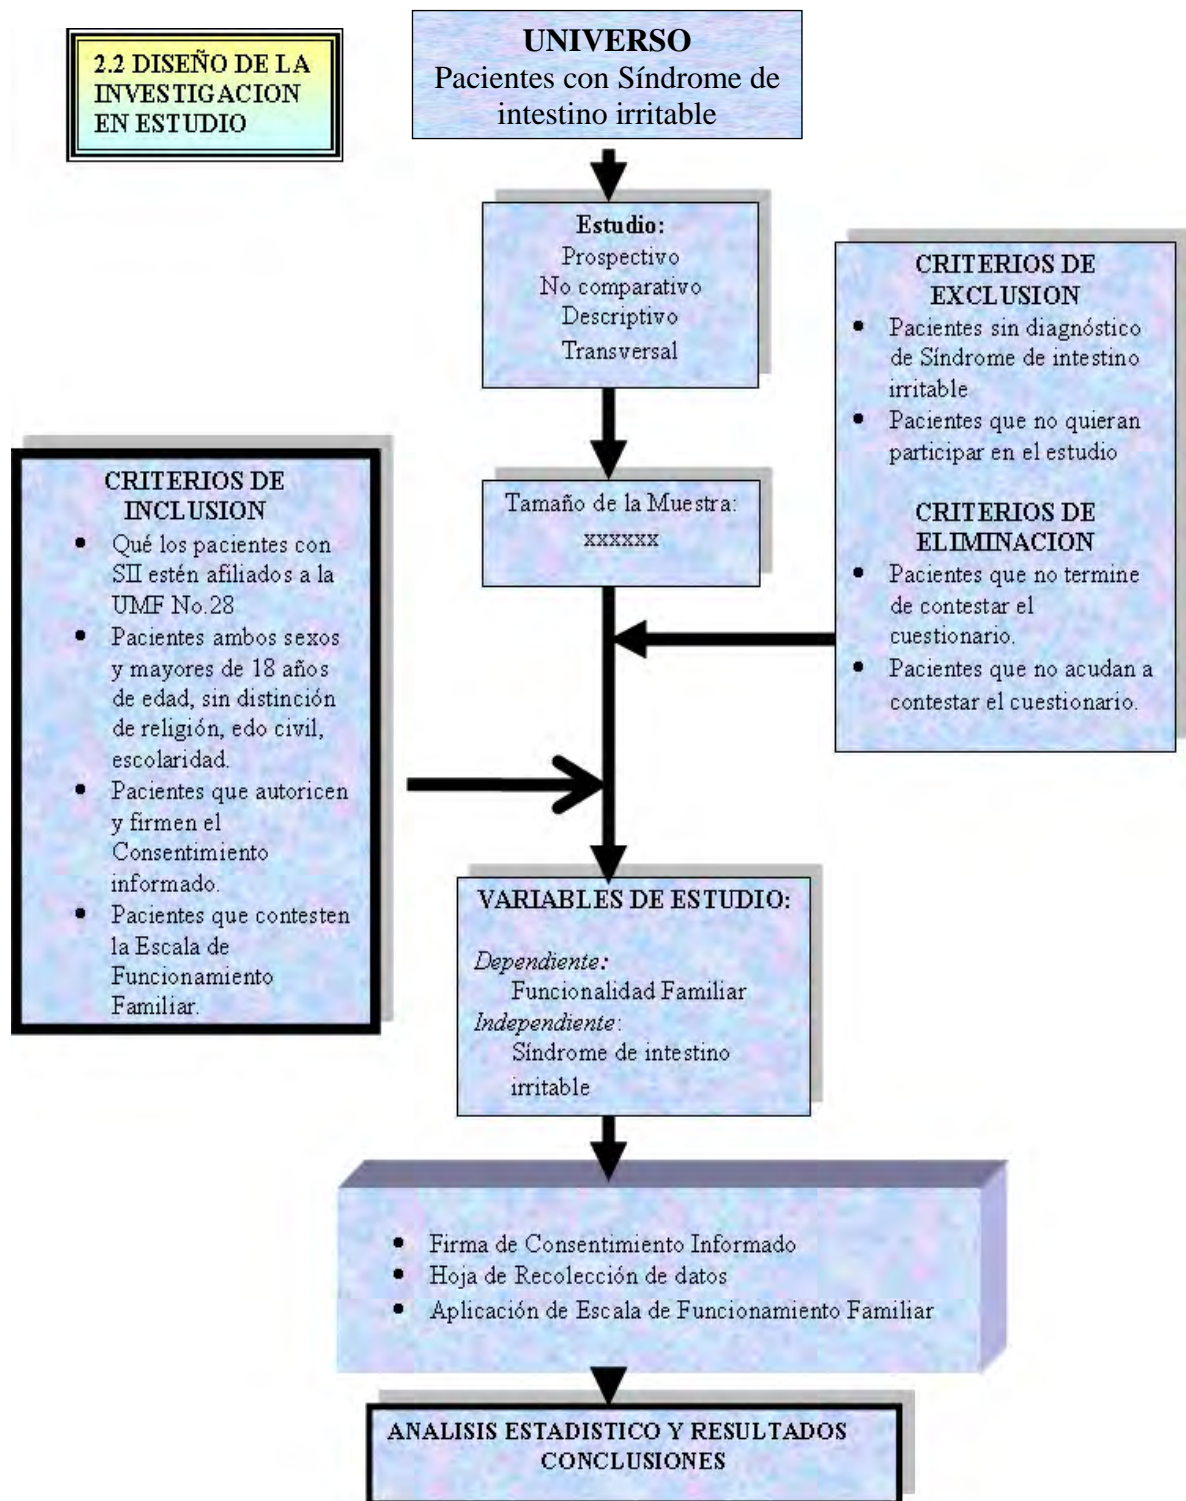 2.2 DISEÑO DE LA
INVESTIGACION
EN ESTUDIO
UNIVERSO
Pacientes con Síndrome de
intestino irritable
Estudio:
Prospectivo
No comparativo
Descriptivo
Transversal
CRITERIOS DE
EXCLUSION
• Pacientes sin diagnóstico
de Síndrome de intestino
irritable
• Pacientes que no quieran
participar en el estudio
CRITERIOS DE
ELIMINACION
• Pacientes que no termine
de contestar el
cuestionario.
• Pacientes que no acudan a
contestar el cuestionario.
Tamaño de la Muestra:
xxxxxx
CRITERIOS DE
INCLUSION
• Qué los pacientes con
SII estén afiliados a la
UMF No.28
• Pacientes ambos sexos
y mayores de 18 años
de edad, sin distinción
de religión, edo civil,
escolaridad.
• Pacientes que autoricen
y firmen el
Consentimiento
informado.
• Pacientes que contesten
la Escala de
Funcionamiento
Familiar.
VARIABLES DE ESTUDIO:
Dependiente:
Funcionalidad Familiar
Independiente:
Síndrome de intestino
irritable
• Firma de Consentimiento Informado
• Hoja de Recolección de datos
• Aplicación de Escala de Funcionamiento Familiar
ANALISIS ESTADISTICO Y RESULTADOS
CONCLUSIONES